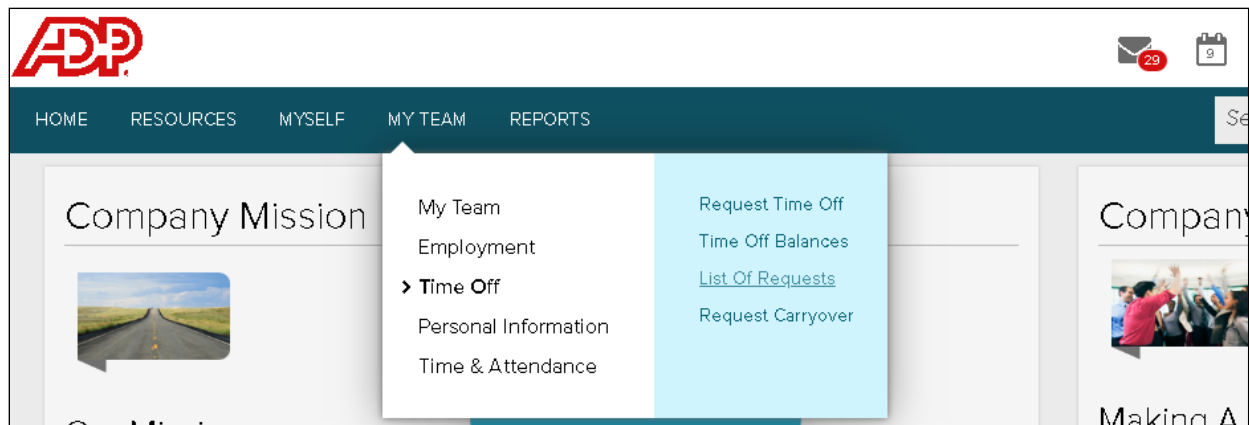 ADP
29
9
HOME RESOURCES MYSELF MY TEAM REPORTS
Se
Company Mission
My Team
Employment
> Time Off
Personal Information
Time & Attendance
Request Time Off
Time Off Balances
List Of Requests
Request Carryover
Company
Making A